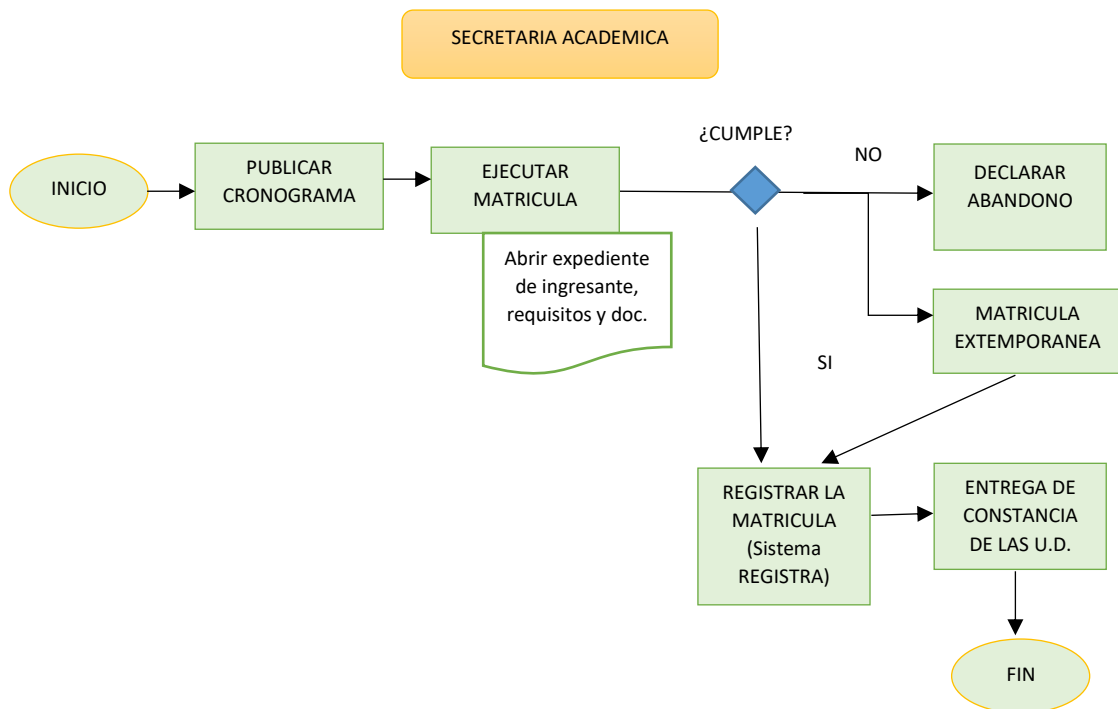 SECRETARIA ACADEMICA
¿CUMPLE?
NO
INICIO
PUBLICAR
CRONOGRAMA
EJECUTAR
MATRICULA
DECLARAR
ABANDONO
Abrir expediente
de ingresante,
requisitos y doc.
MATRICULA
EXTEMPORANEA
SI
REGISTRAR LA
MATRICULA
(Sistema
REGISTRA)
ENTREGA DE
CONSTANCIA
DE LAS U.D.
FIN